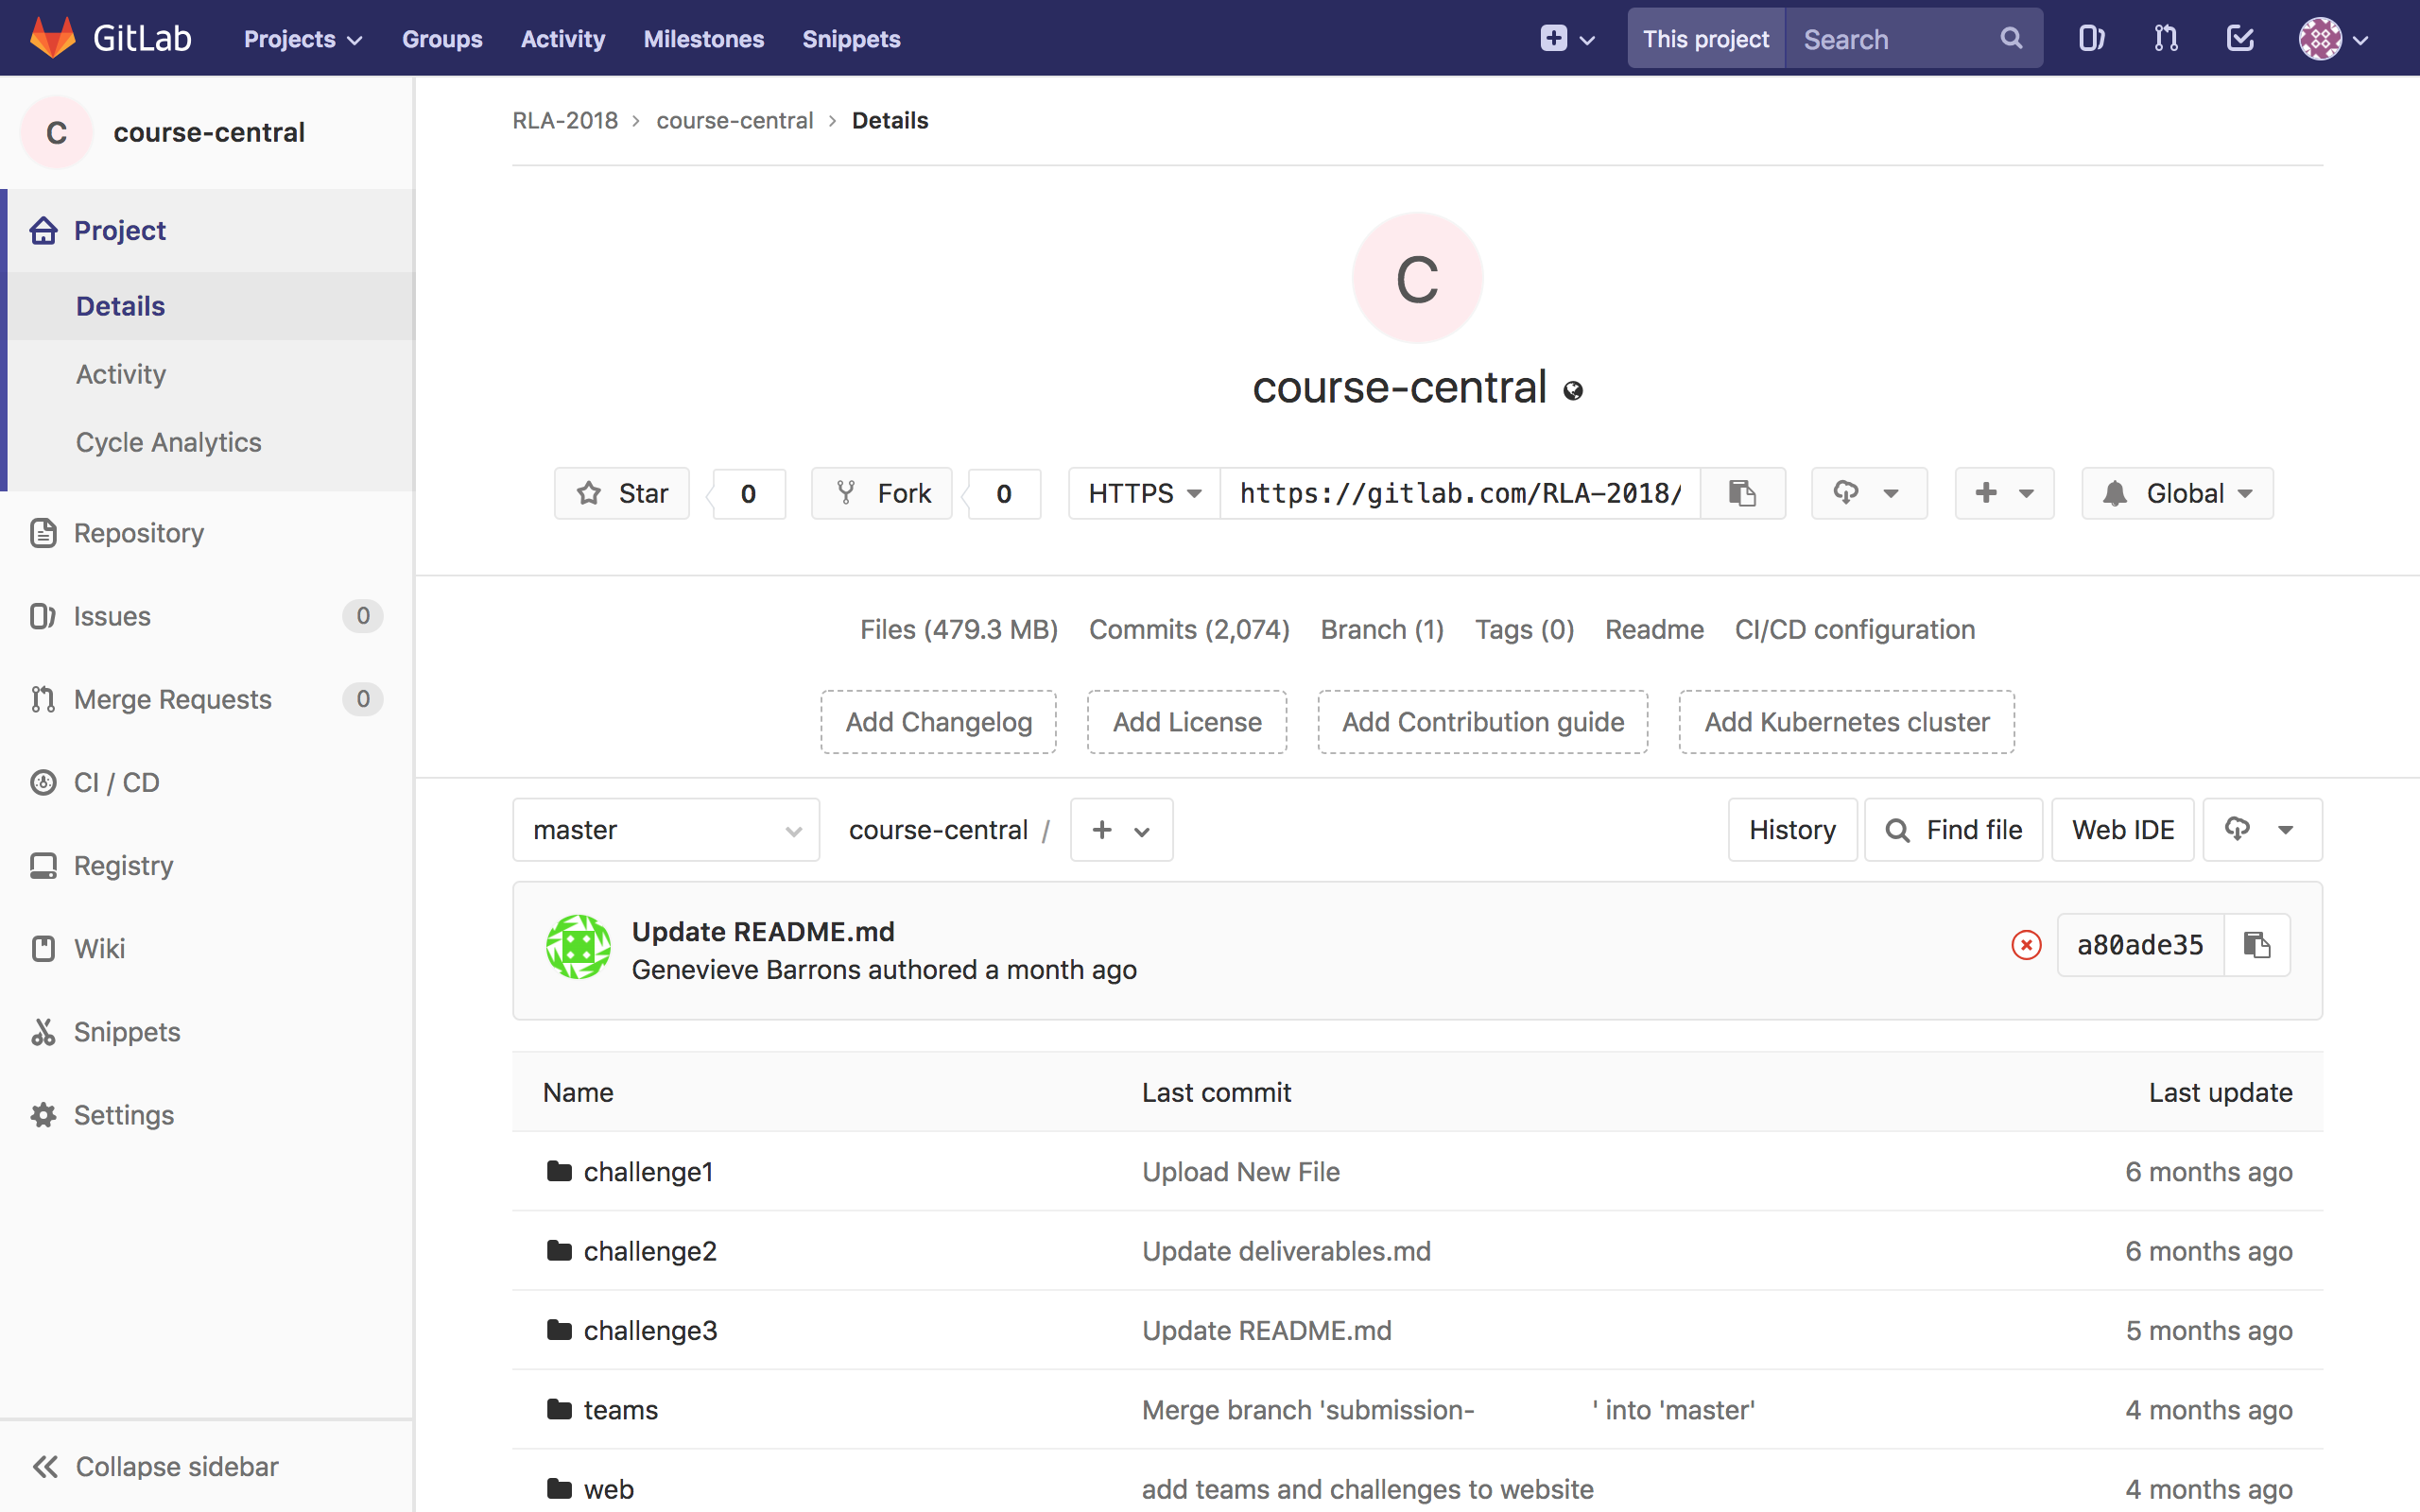 GitLab Projects Groups Activity Milestones Snippets This project Search
C course-central
Project
Details
Activity
Cycle Analytics
Repository
Issues 0
Merge Requests 0
CI / CD
Registry
Wiki
Snippets
Settings
Collapse sidebar
RLA-2018 > course-central > Details
C
course-central
Star 0 Fork 0 HTTPS https://gitlab.com/RLA-2018/ Global
Files (479.3 MB) Commits (2,074) Branch (1) Tags (0) Readme CI/CD configuration
Add Changelog Add License Add Contribution guide Add Kubernetes cluster
master course-central / + History Find file Web IDE
Update README.md
Genevieve Barrons authored a month ago
a80ade35
Name Last commit Last update
challenge1 Upload New File 6 months ago
challenge2 Update deliverables.md 6 months ago
challenge3 Update README.md 5 months ago
teams Merge branch 'submission- ' into 'master' 4 months ago
web add teams and challenges to website 4 months ago